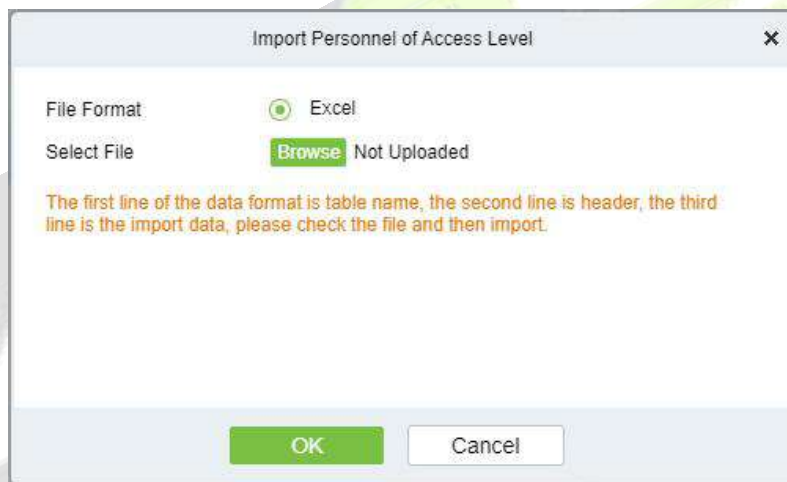 Import Personnel of Access Level ×
File Format Excel
Select File Browse Not Uploaded
The first line of the data format is table name, the second line is header, the third
line is the import data, please check the file and then import.
OK Cancel